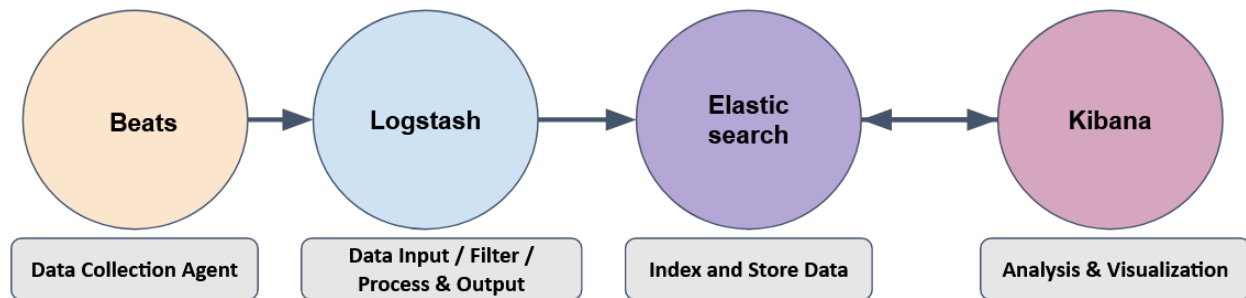 Beats
Logstash
Elastic
search
Kibana
Data Collection Agent
Data Input / Filter /
Process & Output
Index and Store Data
Analysis & Visualization